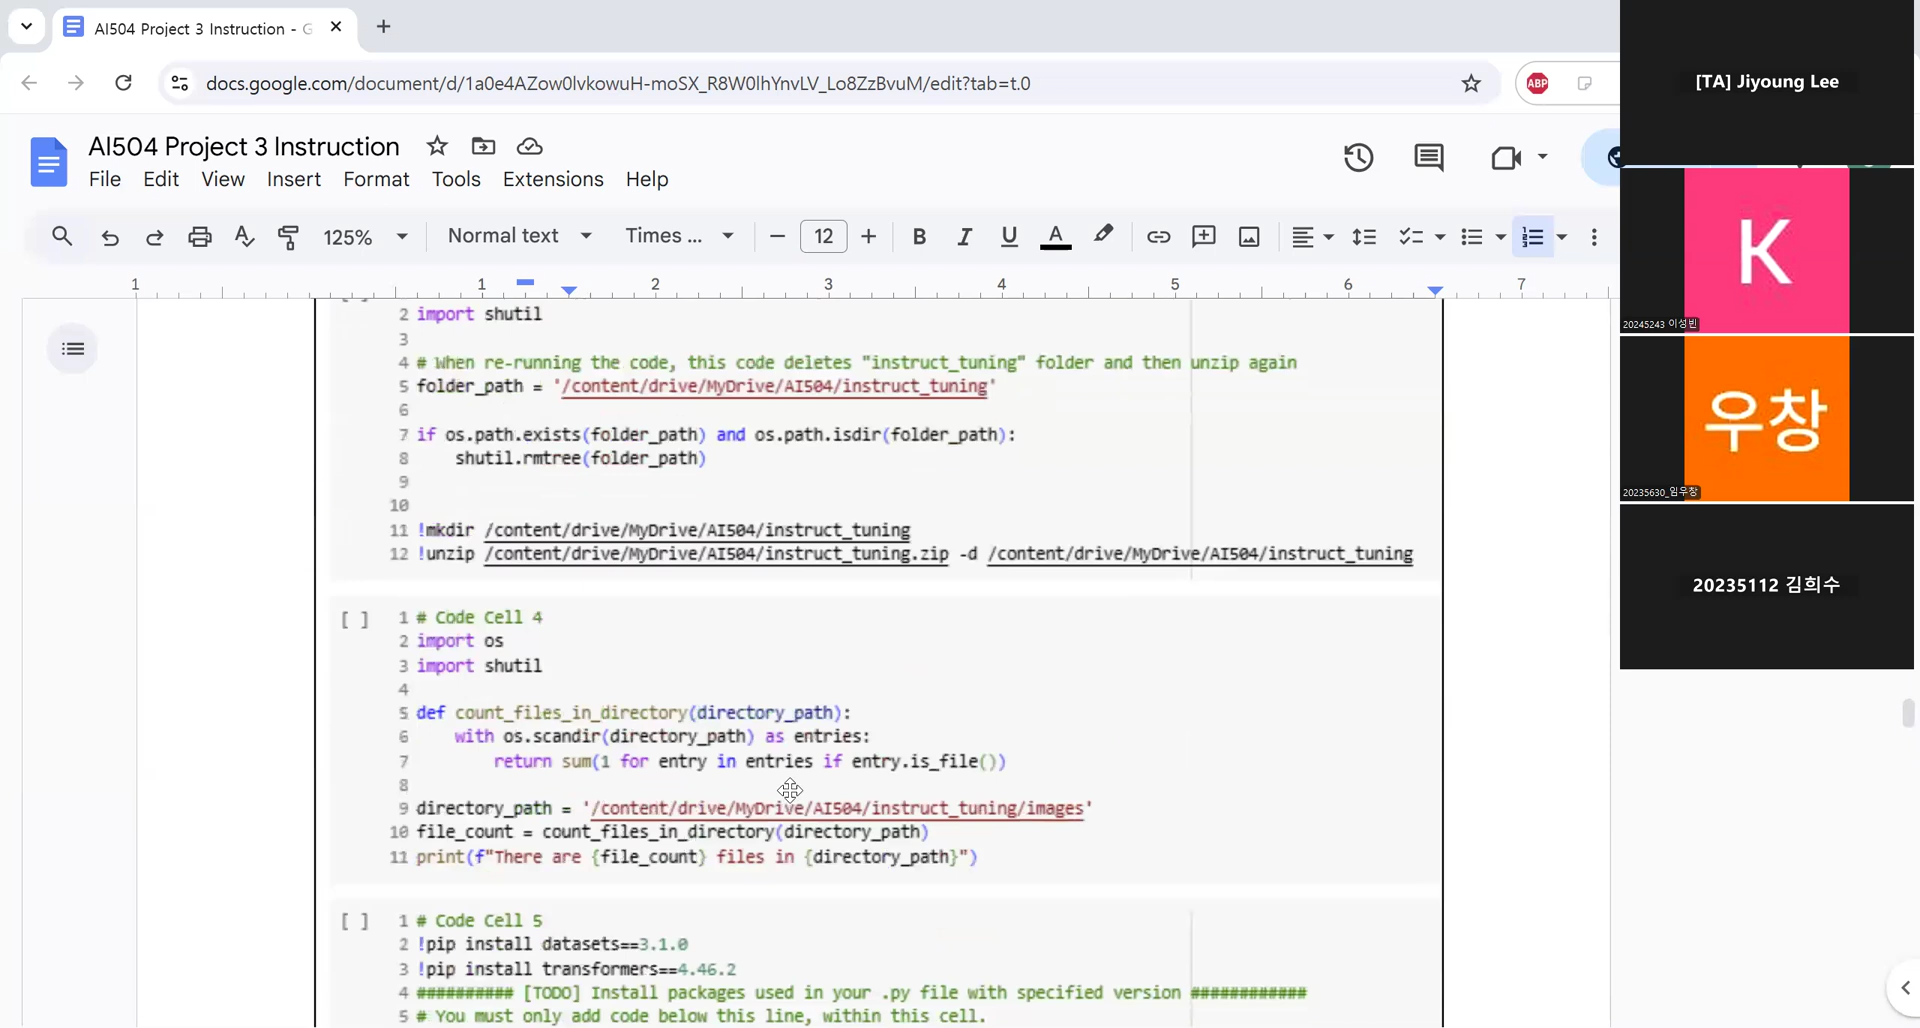 AI504 Project 3 Instruction - G
docs.google.com/document/d/1a0e4AZow0lvkowuH-moSX_R8W0lhYnvLV_Lo8ZzBvuM/edit?tab=t.0
ABP
AI504 Project 3 Instruction
File Edit View Insert Format Tools Extensions Help
125% Normal text Times ... 12 B I U A
1 1 2 3 4 5 6 7
2 import shutil
3
4 # When re-running the code, this code deletes "instruct_tuning" folder and then unzip again
5 folder_path = '/content/drive/MyDrive/AI504/instruct_tuning'
6
7 if os.path.exists(folder_path) and os.path.isdir(folder_path):
8 shutil.rmtree(folder_path)
9
10
11 !mkdir /content/drive/MyDrive/AI504/instruct_tuning
12 !unzip /content/drive/MyDrive/AI504/instruct_tuning.zip -d /content/drive/MyDrive/AI504/instruct_tuning
[ ] 1 # Code Cell 4
2 import os
3 import shutil
4
5 def count_files_in_directory(directory_path):
6 with os.scandir(directory_path) as entries:
7 return sum(1 for entry in entries if entry.is_file())
8
9 directory_path = '/content/drive/MyDrive/AI504/instruct_tuning/images'
10 file_count = count_files_in_directory(directory_path)
11 print(f"There are {file_count} files in {directory_path}")
[ ] 1 # Code Cell 5
2 !pip install datasets==3.1.0
3 !pip install transformers==4.46.2
4 ########## [TODO] Install packages used in your .py file with specified version ############
5 # You must only add code below this line, within this cell.
[TA] Jiyoung Lee
K
20245243 이성빈
우창
20235630_임우창
20235112 김희수